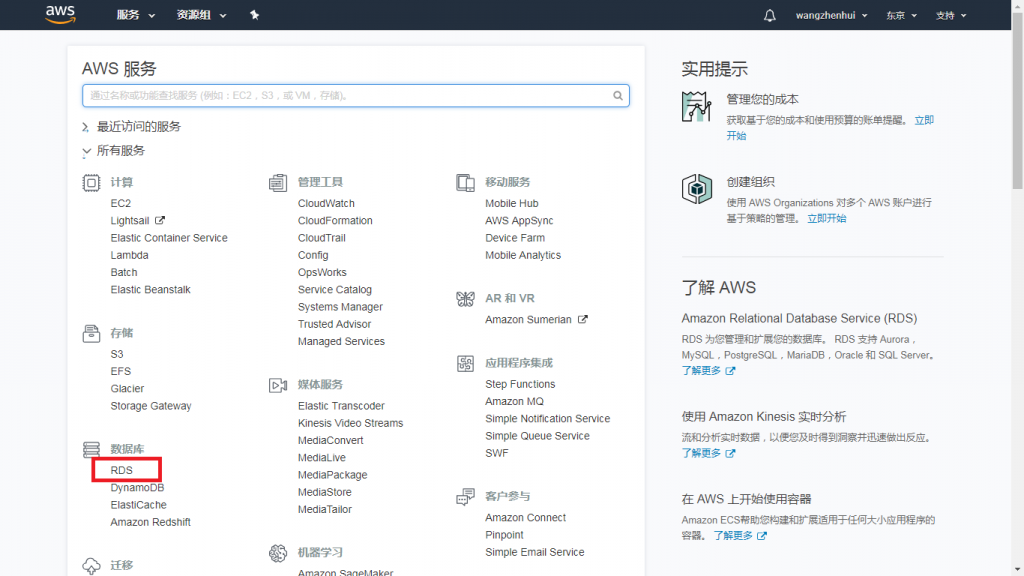 aws
服务
资源组
wangzhenhui
东京
支持
AWS 服务
通过名称或功能查找服务 (例如：EC2，S3，或 VM，存储)。
最近访问的服务
所有服务
计算
EC2
Lightsail
Elastic Container Service
Lambda
Batch
Elastic Beanstalk
存储
S3
EFS
Glacier
Storage Gateway
数据库
RDS
DynamoDB
ElastiCache
Amazon Redshift
迁移
管理工具
CloudWatch
CloudFormation
CloudTrail
Config
OpsWorks
Service Catalog
Systems Manager
Trusted Advisor
Managed Services
媒体服务
Elastic Transcoder
Kinesis Video Streams
MediaConvert
MediaLive
MediaPackage
MediaStore
MediaTailor
机器学习
Amazon SageMaker
移动服务
Mobile Hub
AWS AppSync
Device Farm
Mobile Analytics
AR 和 VR
Amazon Sumerian
应用程序集成
Step Functions
Amazon MQ
Simple Notification Service
Simple Queue Service
SWF
客户参与
Amazon Connect
Pinpoint
Simple Email Service
实用提示
管理您的成本
获取基于您的成本和使用预算的账单提醒。 立即
开始
创建组织
使用 AWS Organizations 对多个 AWS 账户进行
基于策略的管理。 立即开始
了解 AWS
Amazon Relational Database Service (RDS)
RDS 为您管理和扩展您的数据库。 RDS 支持 Aurora，
MySQL，PostgreSQL，MariaDB，Oracle 和 SQL Server。
了解更多
使用 Amazon Kinesis 实时分析
流和分析实时数据，以便您及时得到洞察并迅速做出反应。
了解更多
在 AWS 上开始使用容器
Amazon ECS帮助您构建和扩展适用于任何大小应用程序的
容器。 了解更多